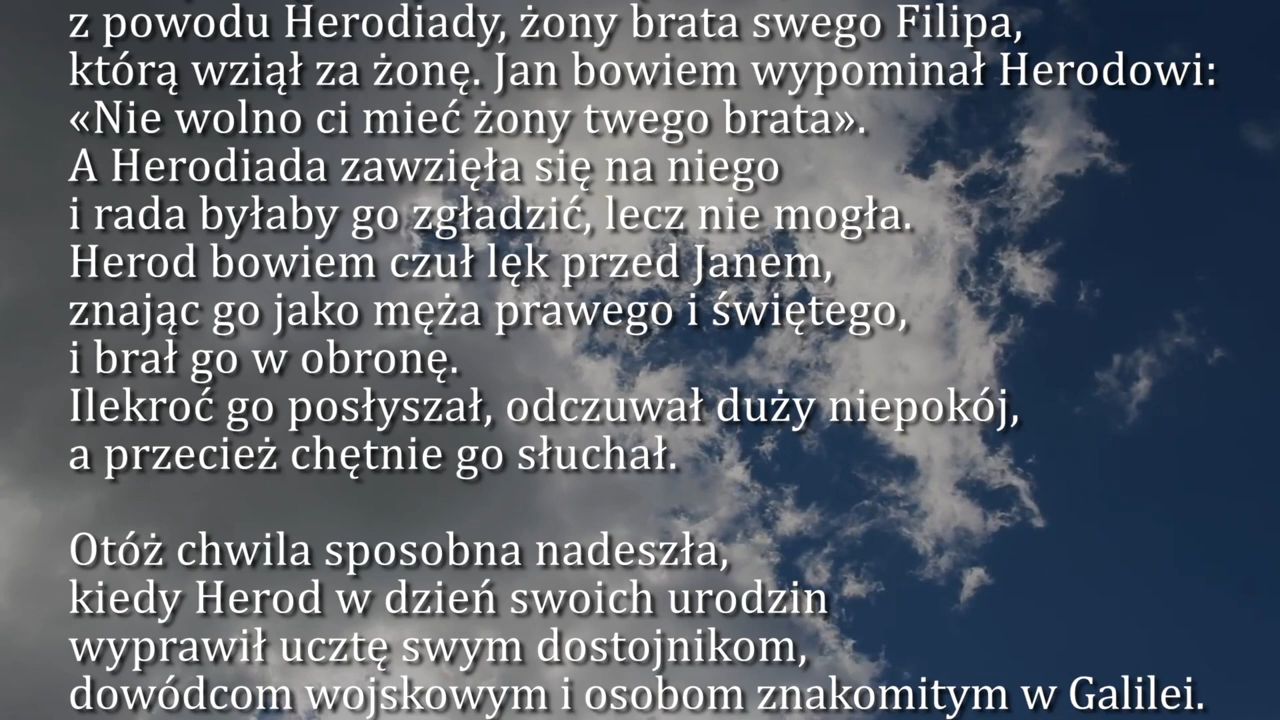 z powodu Herodiady, żony brata swego Filipa,
którą wziął za żonę. Jan bowiem wypominał Herodowi:
«Nie wolno ci mieć żony twego brata».
A Herodiada zawzięła się na niego
i rada byłaby go zgładzić, lecz nie mogła.
Herod bowiem czuł lęk przed Janem,
znając go jako męża prawego i świętego,
i brał go w obronę.
Ilekroć go posłyszał, odczuwał duży niepokój,
a przecież chętnie go słuchał.
Otóż chwila sposobna nadeszła,
kiedy Herod w dzień swoich urodzin
wyprawił ucztę swym dostojnikom,
dowódcom wojskowym i osobom znakomitym w Galilei.